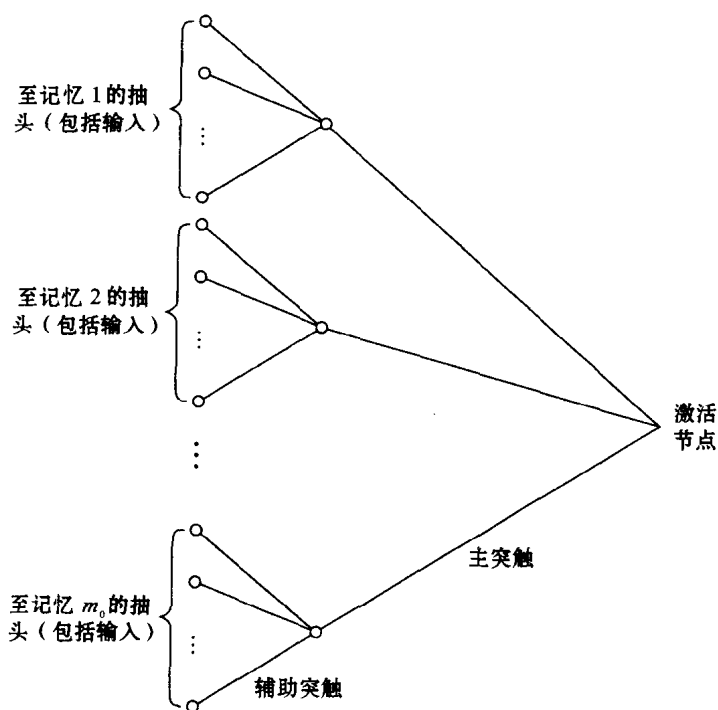 至记忆 1 的抽
头（包括输入）
至记忆 2 的抽
头（包括输入）
激活
节点
主突触
至记忆 m₀ 的抽
头（包括输入）
辅助突触